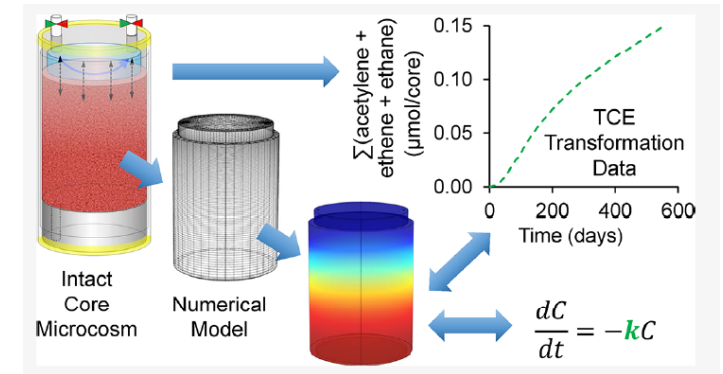 Σ(acetylene +
ethene + ethane)
(μmol/core)
0.15
0.10
0.05
0.00
0
200
400
600
Time (days)
TCE
Transformation
Data
Intact
Core
Microcosm
Numerical
Model
dC
dt
= −kC